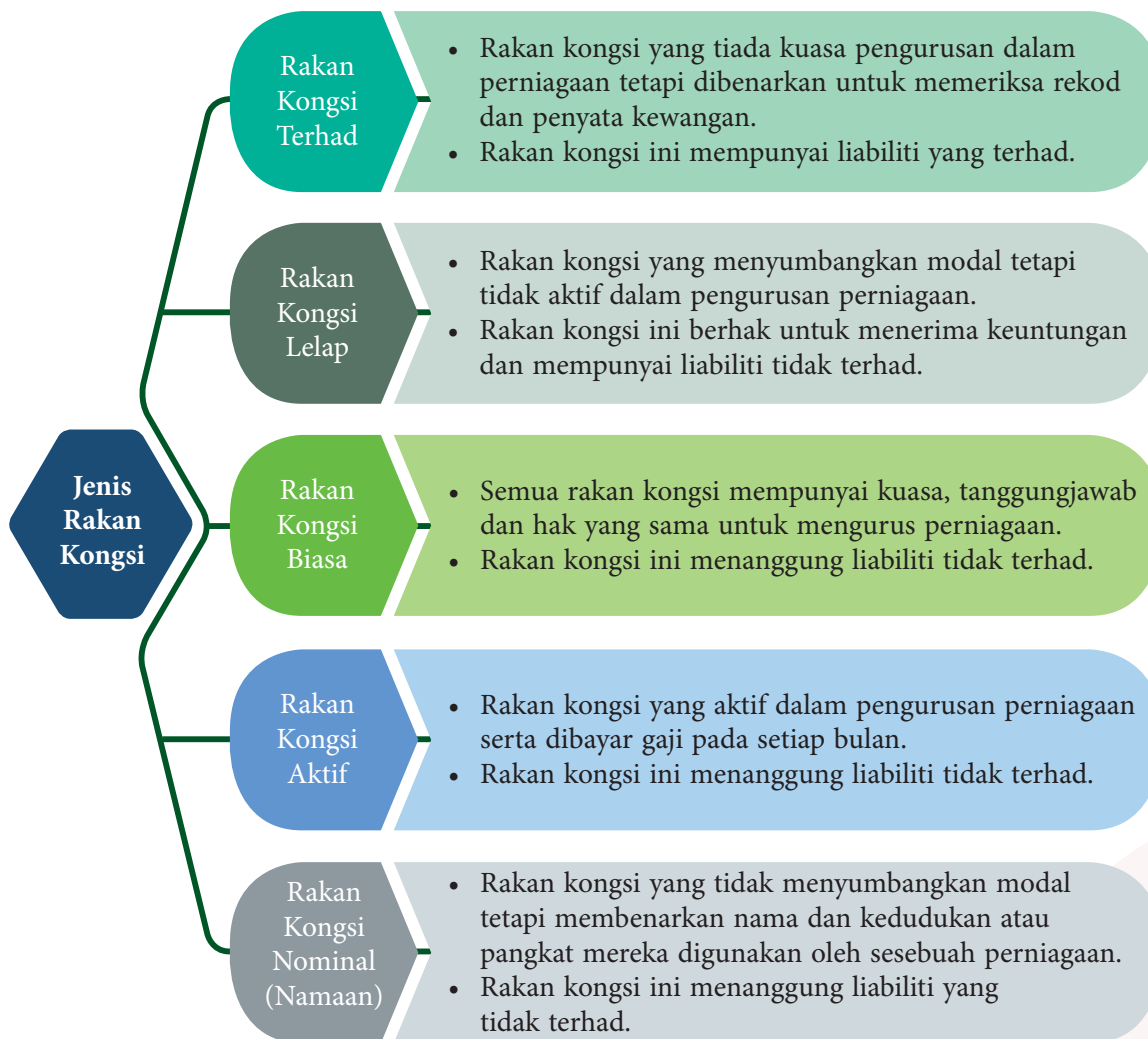 Jenis
Rakan
Kongsi
Rakan
Kongsi
Terhad
• Rakan kongsi yang tiada kuasa pengurusan dalam
perniagaan tetapi dibenarkan untuk memeriksa rekod
dan penyata kewangan.
• Rakan kongsi ini mempunyai liabiliti yang terhad.
Rakan
Kongsi
Lelap
• Rakan kongsi yang menyumbangkan modal tetapi
tidak aktif dalam pengurusan perniagaan.
• Rakan kongsi ini berhak untuk menerima keuntungan
dan mempunyai liabiliti tidak terhad.
Rakan
Kongsi
Biasa
• Semua rakan kongsi mempunyai kuasa, tanggungjawab
dan hak yang sama untuk mengurus perniagaan.
• Rakan kongsi ini menanggung liabiliti tidak terhad.
Rakan
Kongsi
Aktif
• Rakan kongsi yang aktif dalam pengurusan perniagaan
serta dibayar gaji pada setiap bulan.
• Rakan kongsi ini menanggung liabiliti tidak terhad.
Rakan
Kongsi
Nominal
(Namaan)
• Rakan kongsi yang tidak menyumbangkan modal
tetapi membenarkan nama dan kedudukan atau
pangkat mereka digunakan oleh sesebuah perniagaan.
• Rakan kongsi ini menanggung liabiliti yang
tidak terhad.